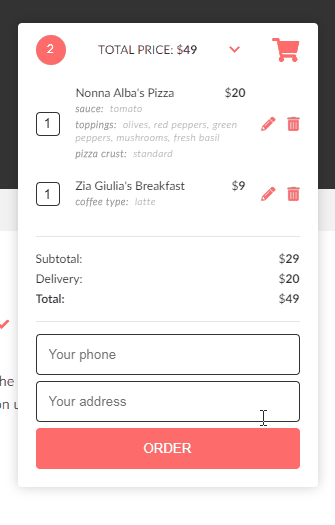 2 TOTAL PRICE: $49
Nonna Alba's Pizza $20
sauce: tomato
1
toppings: olives, red peppers, green
peppers, mushrooms, fresh basil
pizza crust: standard
1 Zia Giulia's Breakfast $9
coffee type: latte
Subtotal: $29
Delivery: $20
Total: $49
Your phone
he
Your address
on u
ORDER